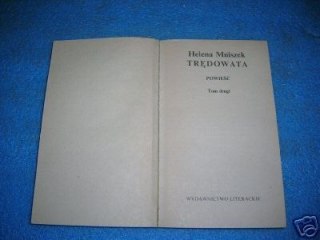 Helena Mniszek
TRĘDOWATA
POWIEŚĆ
Tom drugi
WYDAWNICTWO LITERACKIE